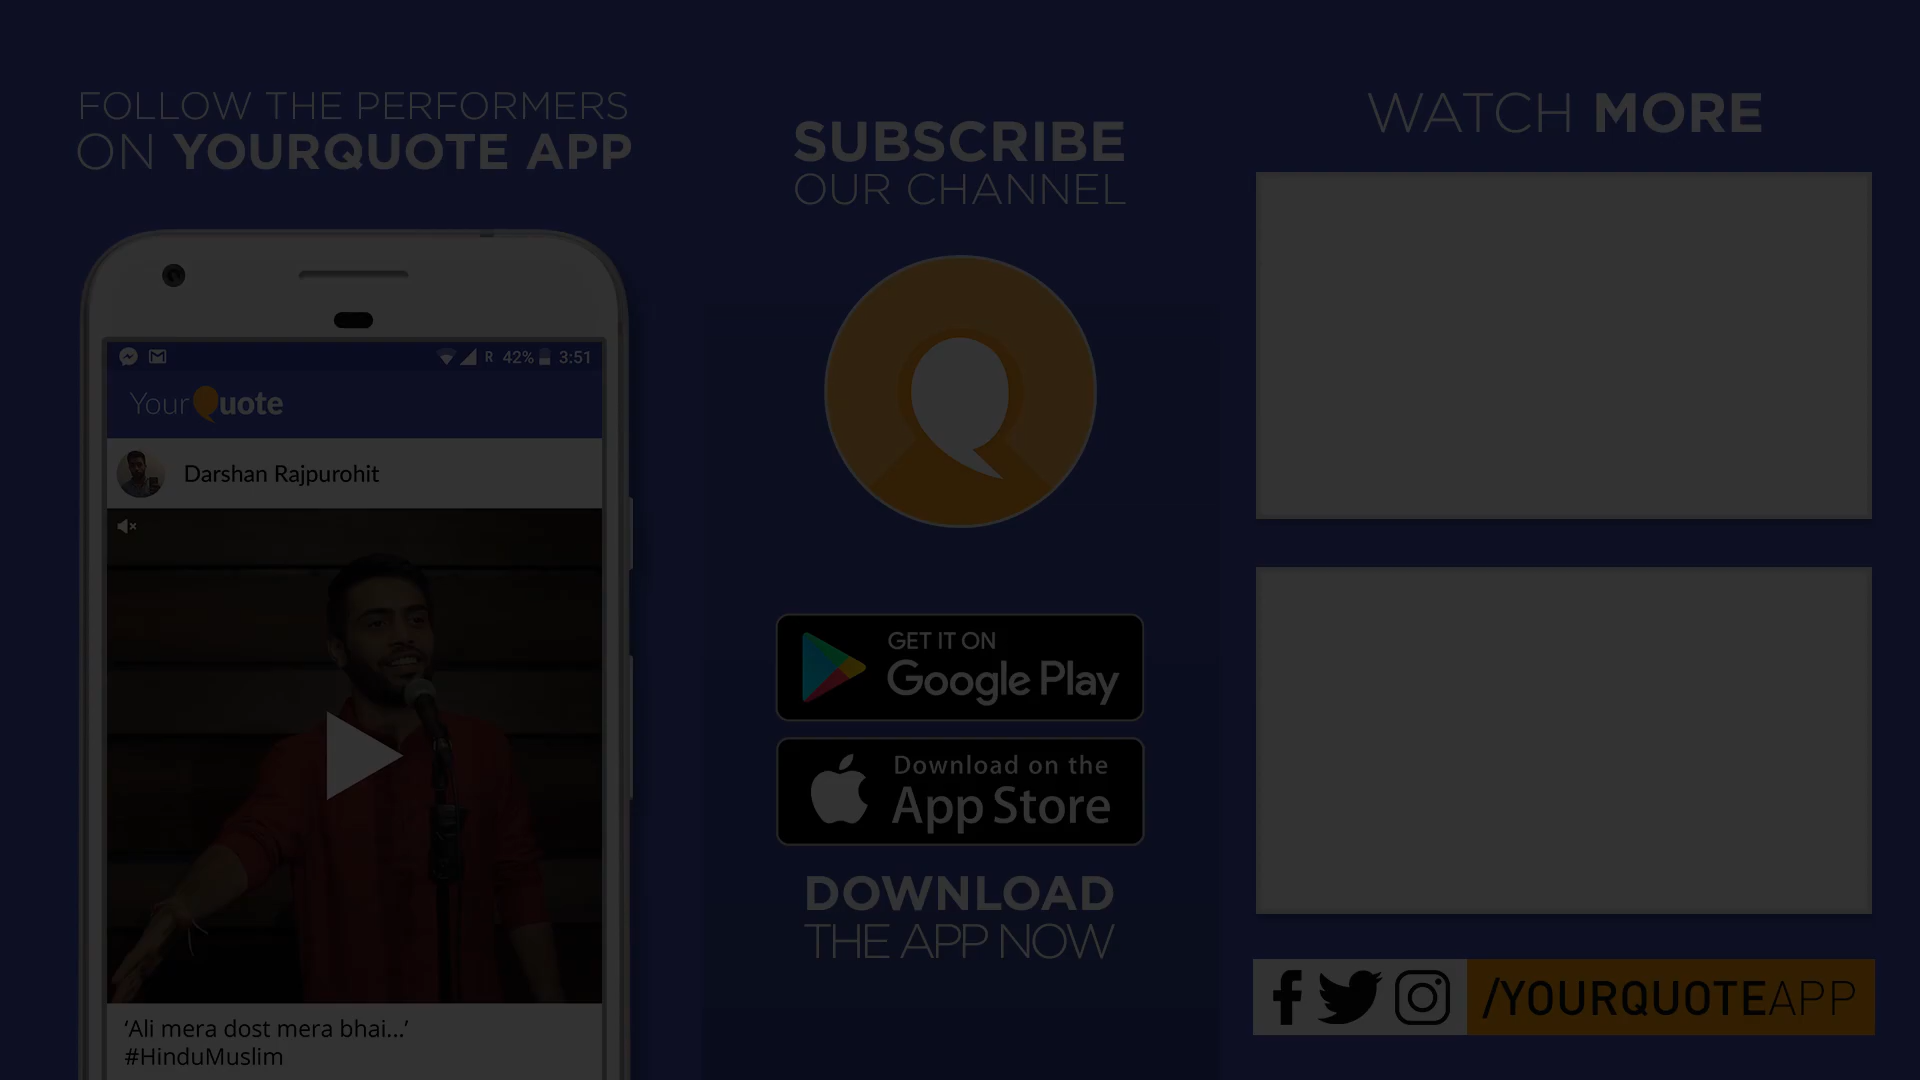 FOLLOW THE PERFORMERS
ON YOURQUOTE APP
R 42% 3:51
YourQuote
Darshan Rajpurohit
‘Ali mera dost mera bhai...’
#HinduMuslim
SUBSCRIBE
OUR CHANNEL
GET IT ON
Google Play
Download on the
App Store
DOWNLOAD
THE APP NOW
WATCH MORE
/YOURQUOTEAPP